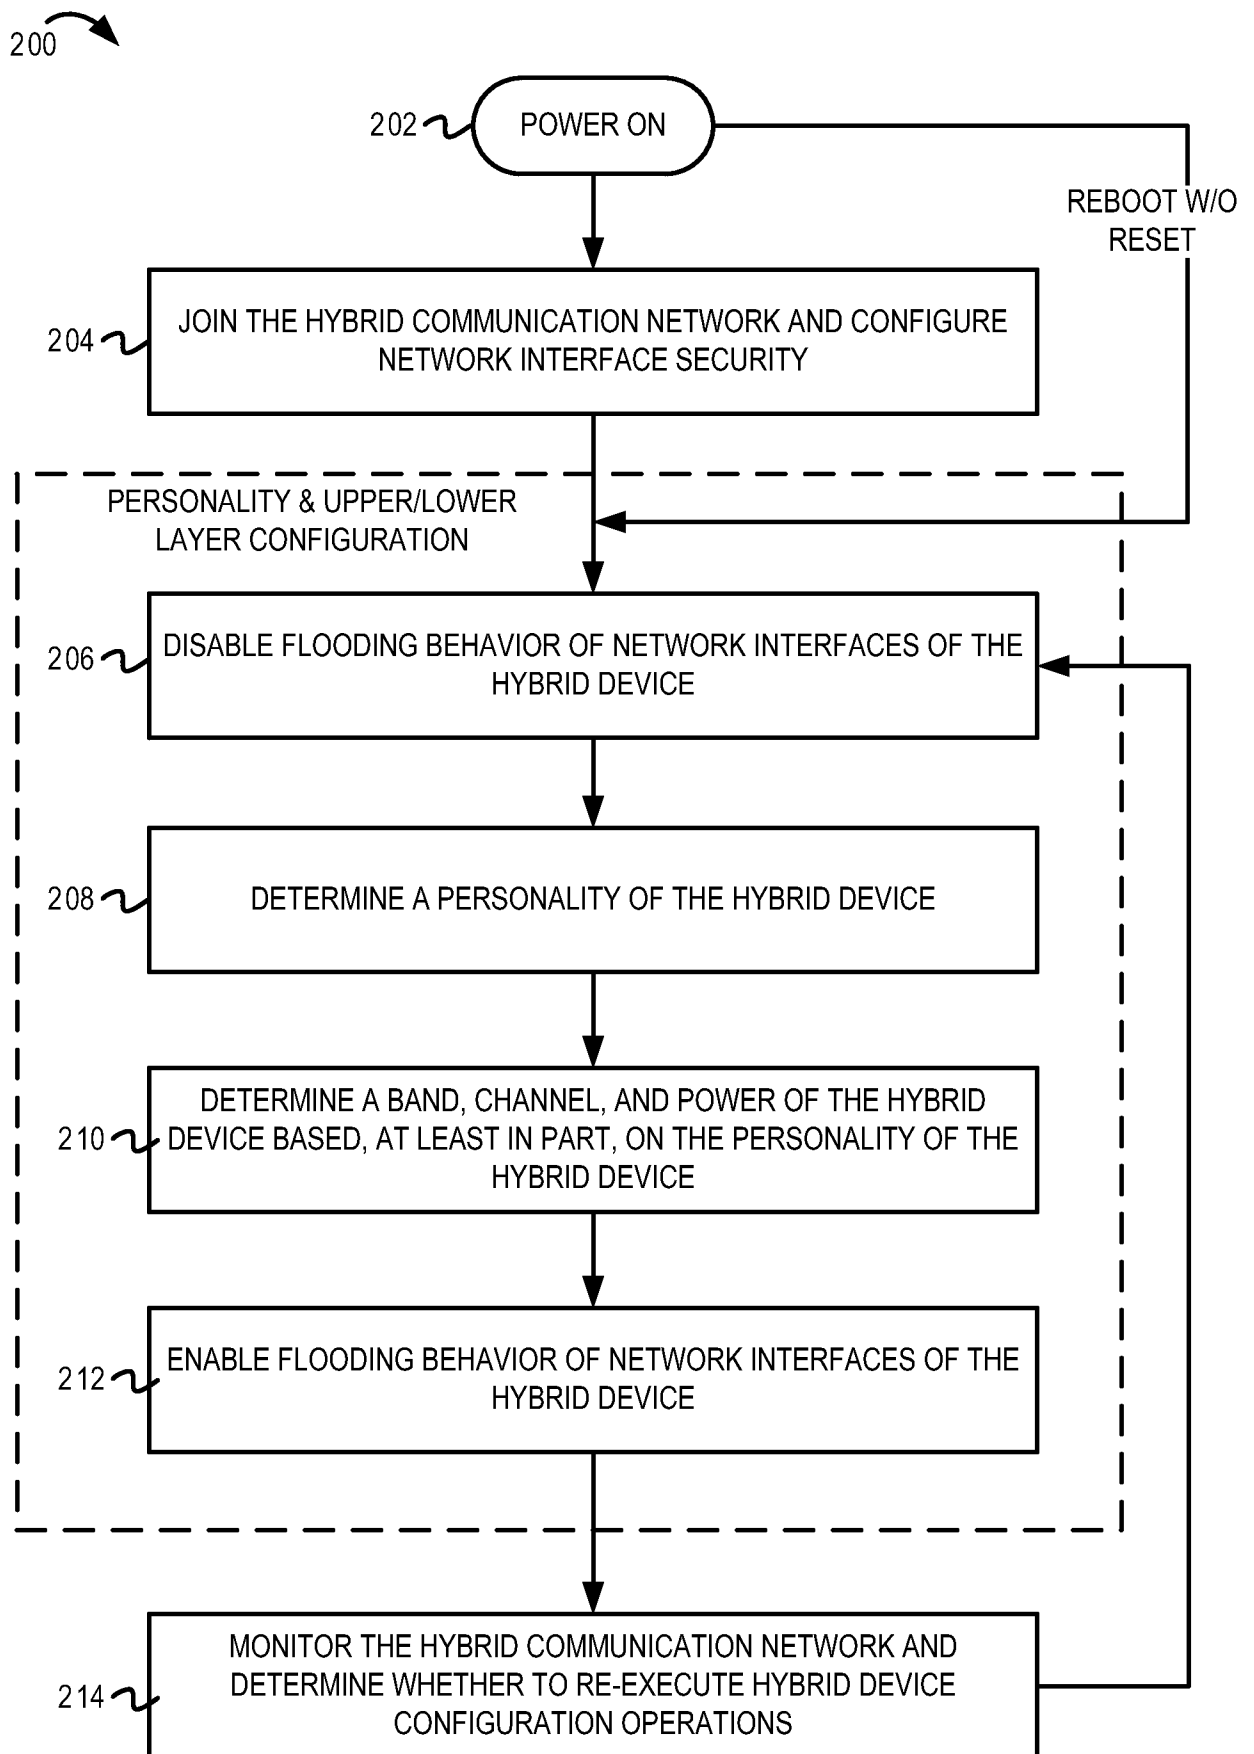 200
202
POWER ON
REBOOT W/O
RESET
204
JOIN THE HYBRID COMMUNICATION NETWORK AND CONFIGURE
NETWORK INTERFACE SECURITY
PERSONALITY & UPPER/LOWER
LAYER CONFIGURATION
206
DISABLE FLOODING BEHAVIOR OF NETWORK INTERFACES OF THE
HYBRID DEVICE
208
DETERMINE A PERSONALITY OF THE HYBRID DEVICE
210
DETERMINE A BAND, CHANNEL, AND POWER OF THE HYBRID
DEVICE BASED, AT LEAST IN PART, ON THE PERSONALITY OF THE
HYBRID DEVICE
212
ENABLE FLOODING BEHAVIOR OF NETWORK INTERFACES OF THE
HYBRID DEVICE
214
MONITOR THE HYBRID COMMUNICATION NETWORK AND
DETERMINE WHETHER TO RE-EXECUTE HYBRID DEVICE
CONFIGURATION OPERATIONS